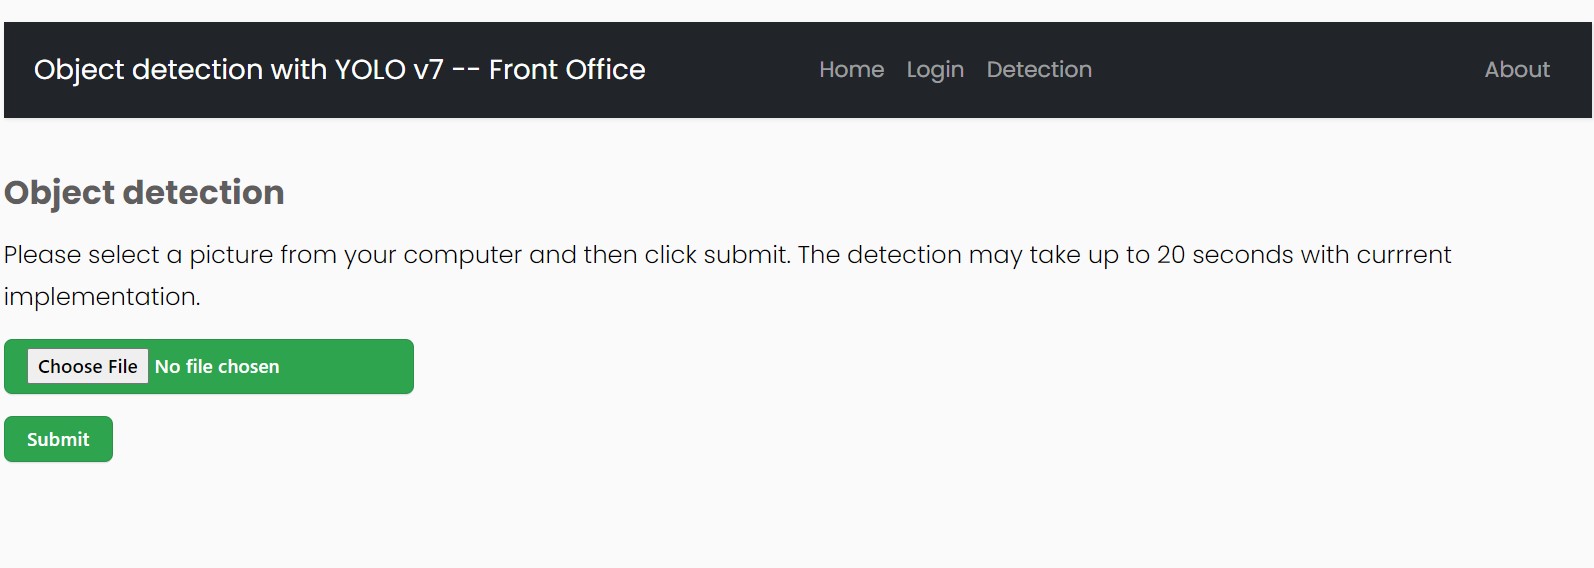 Object detection with YOLO v7 -- Front Office Home Login Detection About
Object detection
Please select a picture from your computer and then click submit. The detection may take up to 20 seconds with currrent
implementation.
Choose File No file chosen
Submit